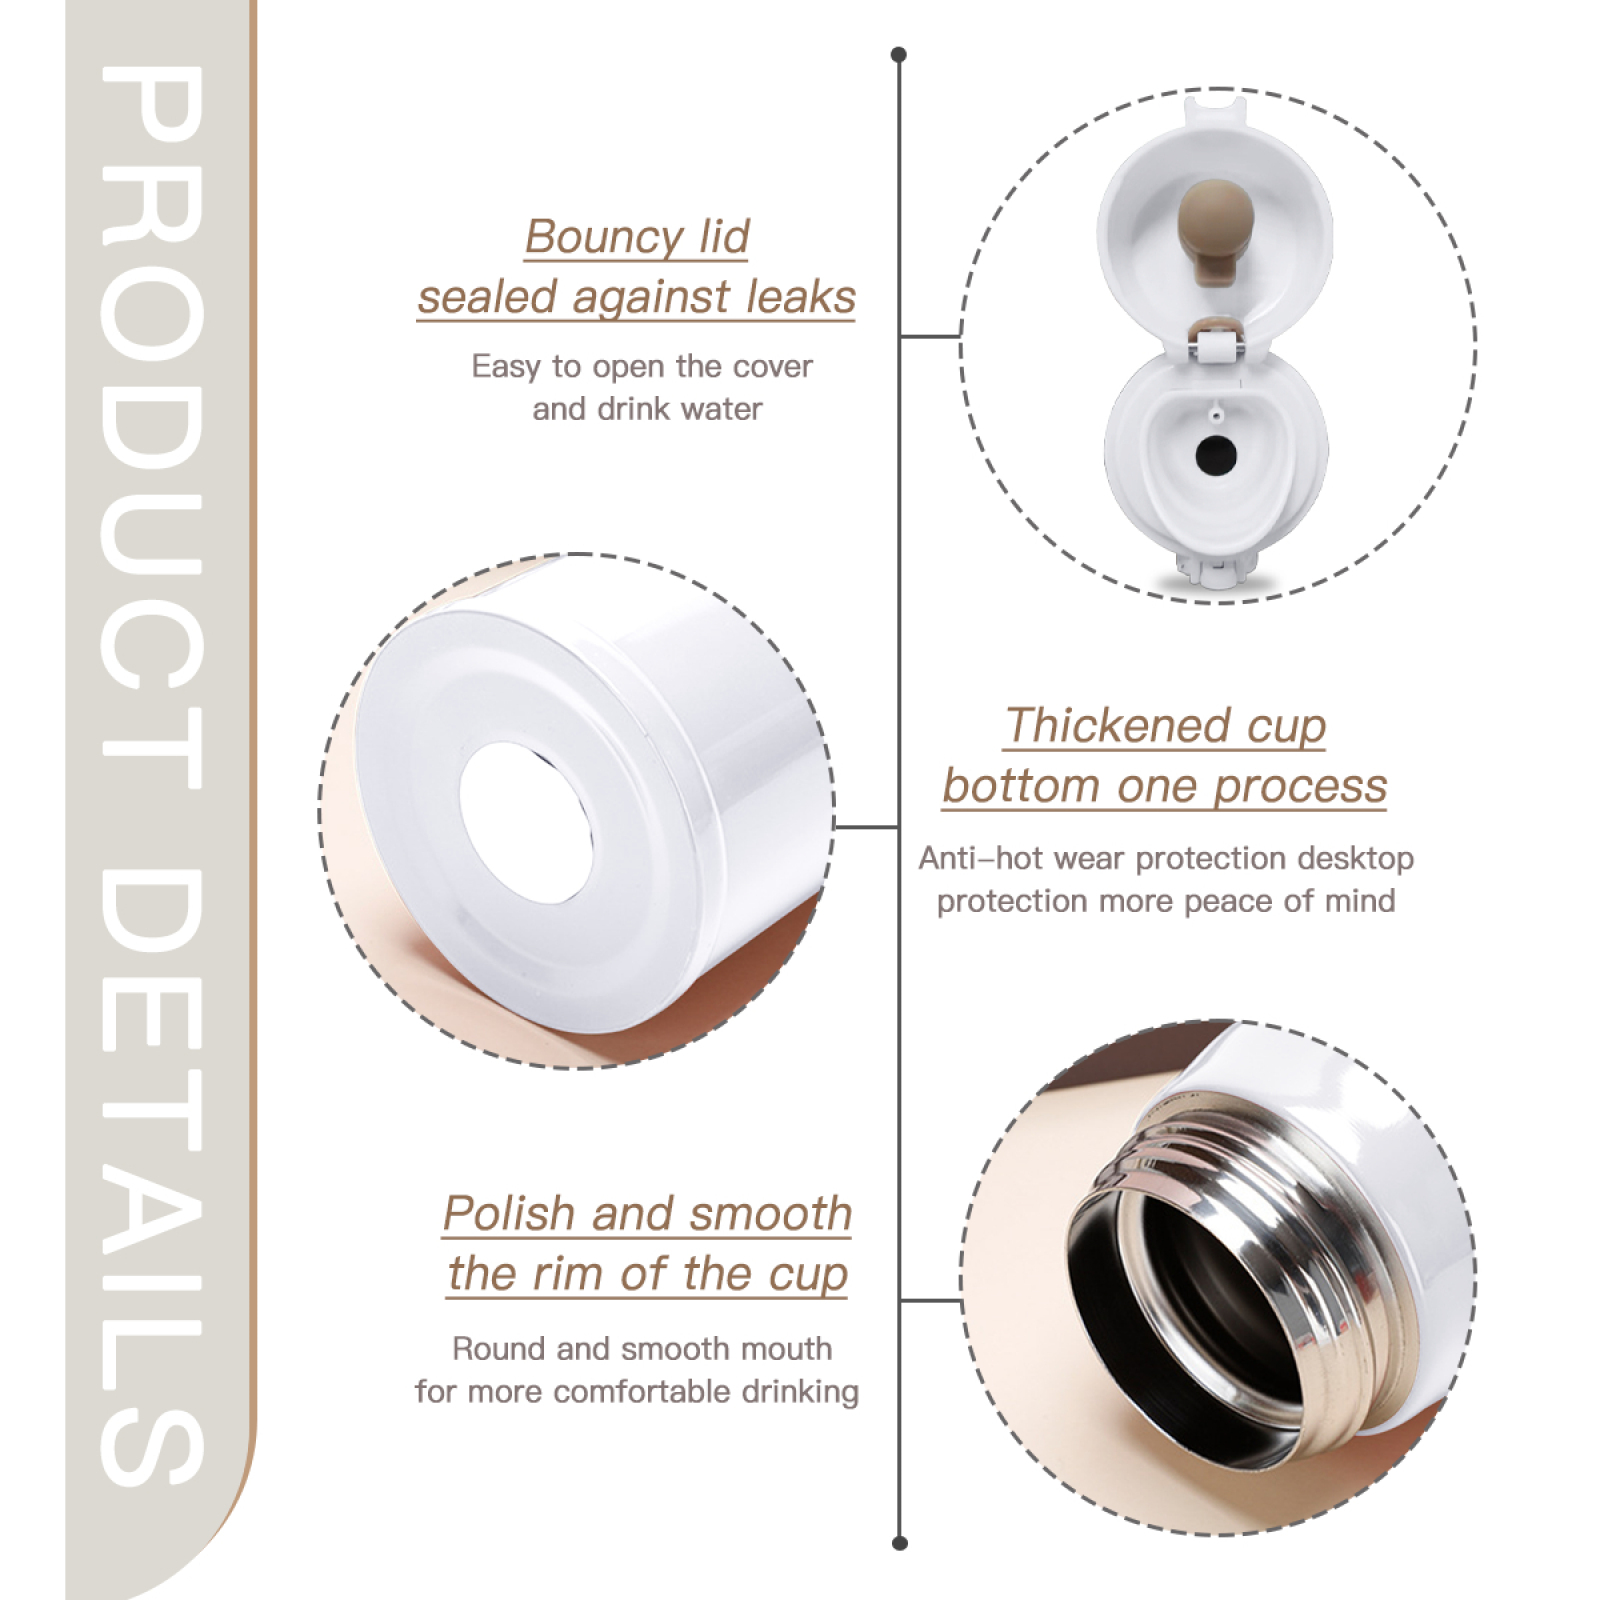 PRODUCT DETAILS
Bouncy lid
sealed against leaks
Easy to open the cover
and drink water
Thickened cup
bottom one process
Anti-hot wear protection desktop
protection more peace of mind
Polish and smooth
the rim of the cup
Round and smooth mouth
for more comfortable drinking